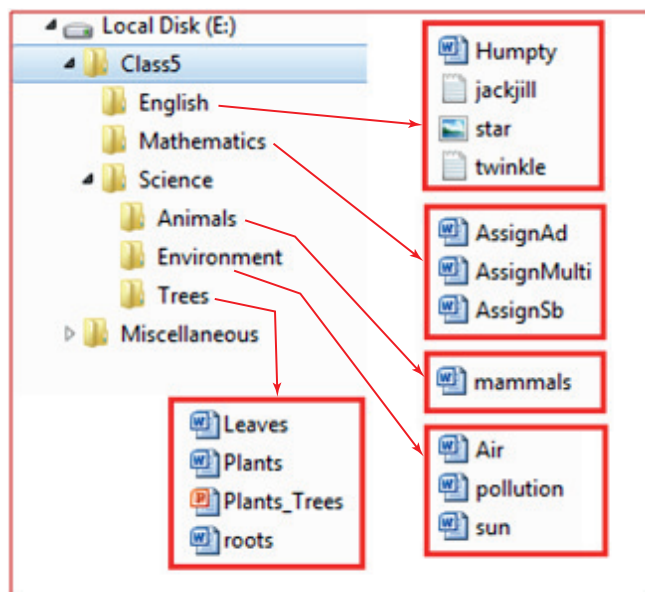 Local Disk (E:)
Class5
English
Mathematics
Science
Animals
Environment
Trees
Miscellaneous
Humpty
jackjill
star
twinkle
AssignAd
AssignMulti
AssignSb
mammals
Air
pollution
sun
Leaves
Plants
Plants_Trees
roots